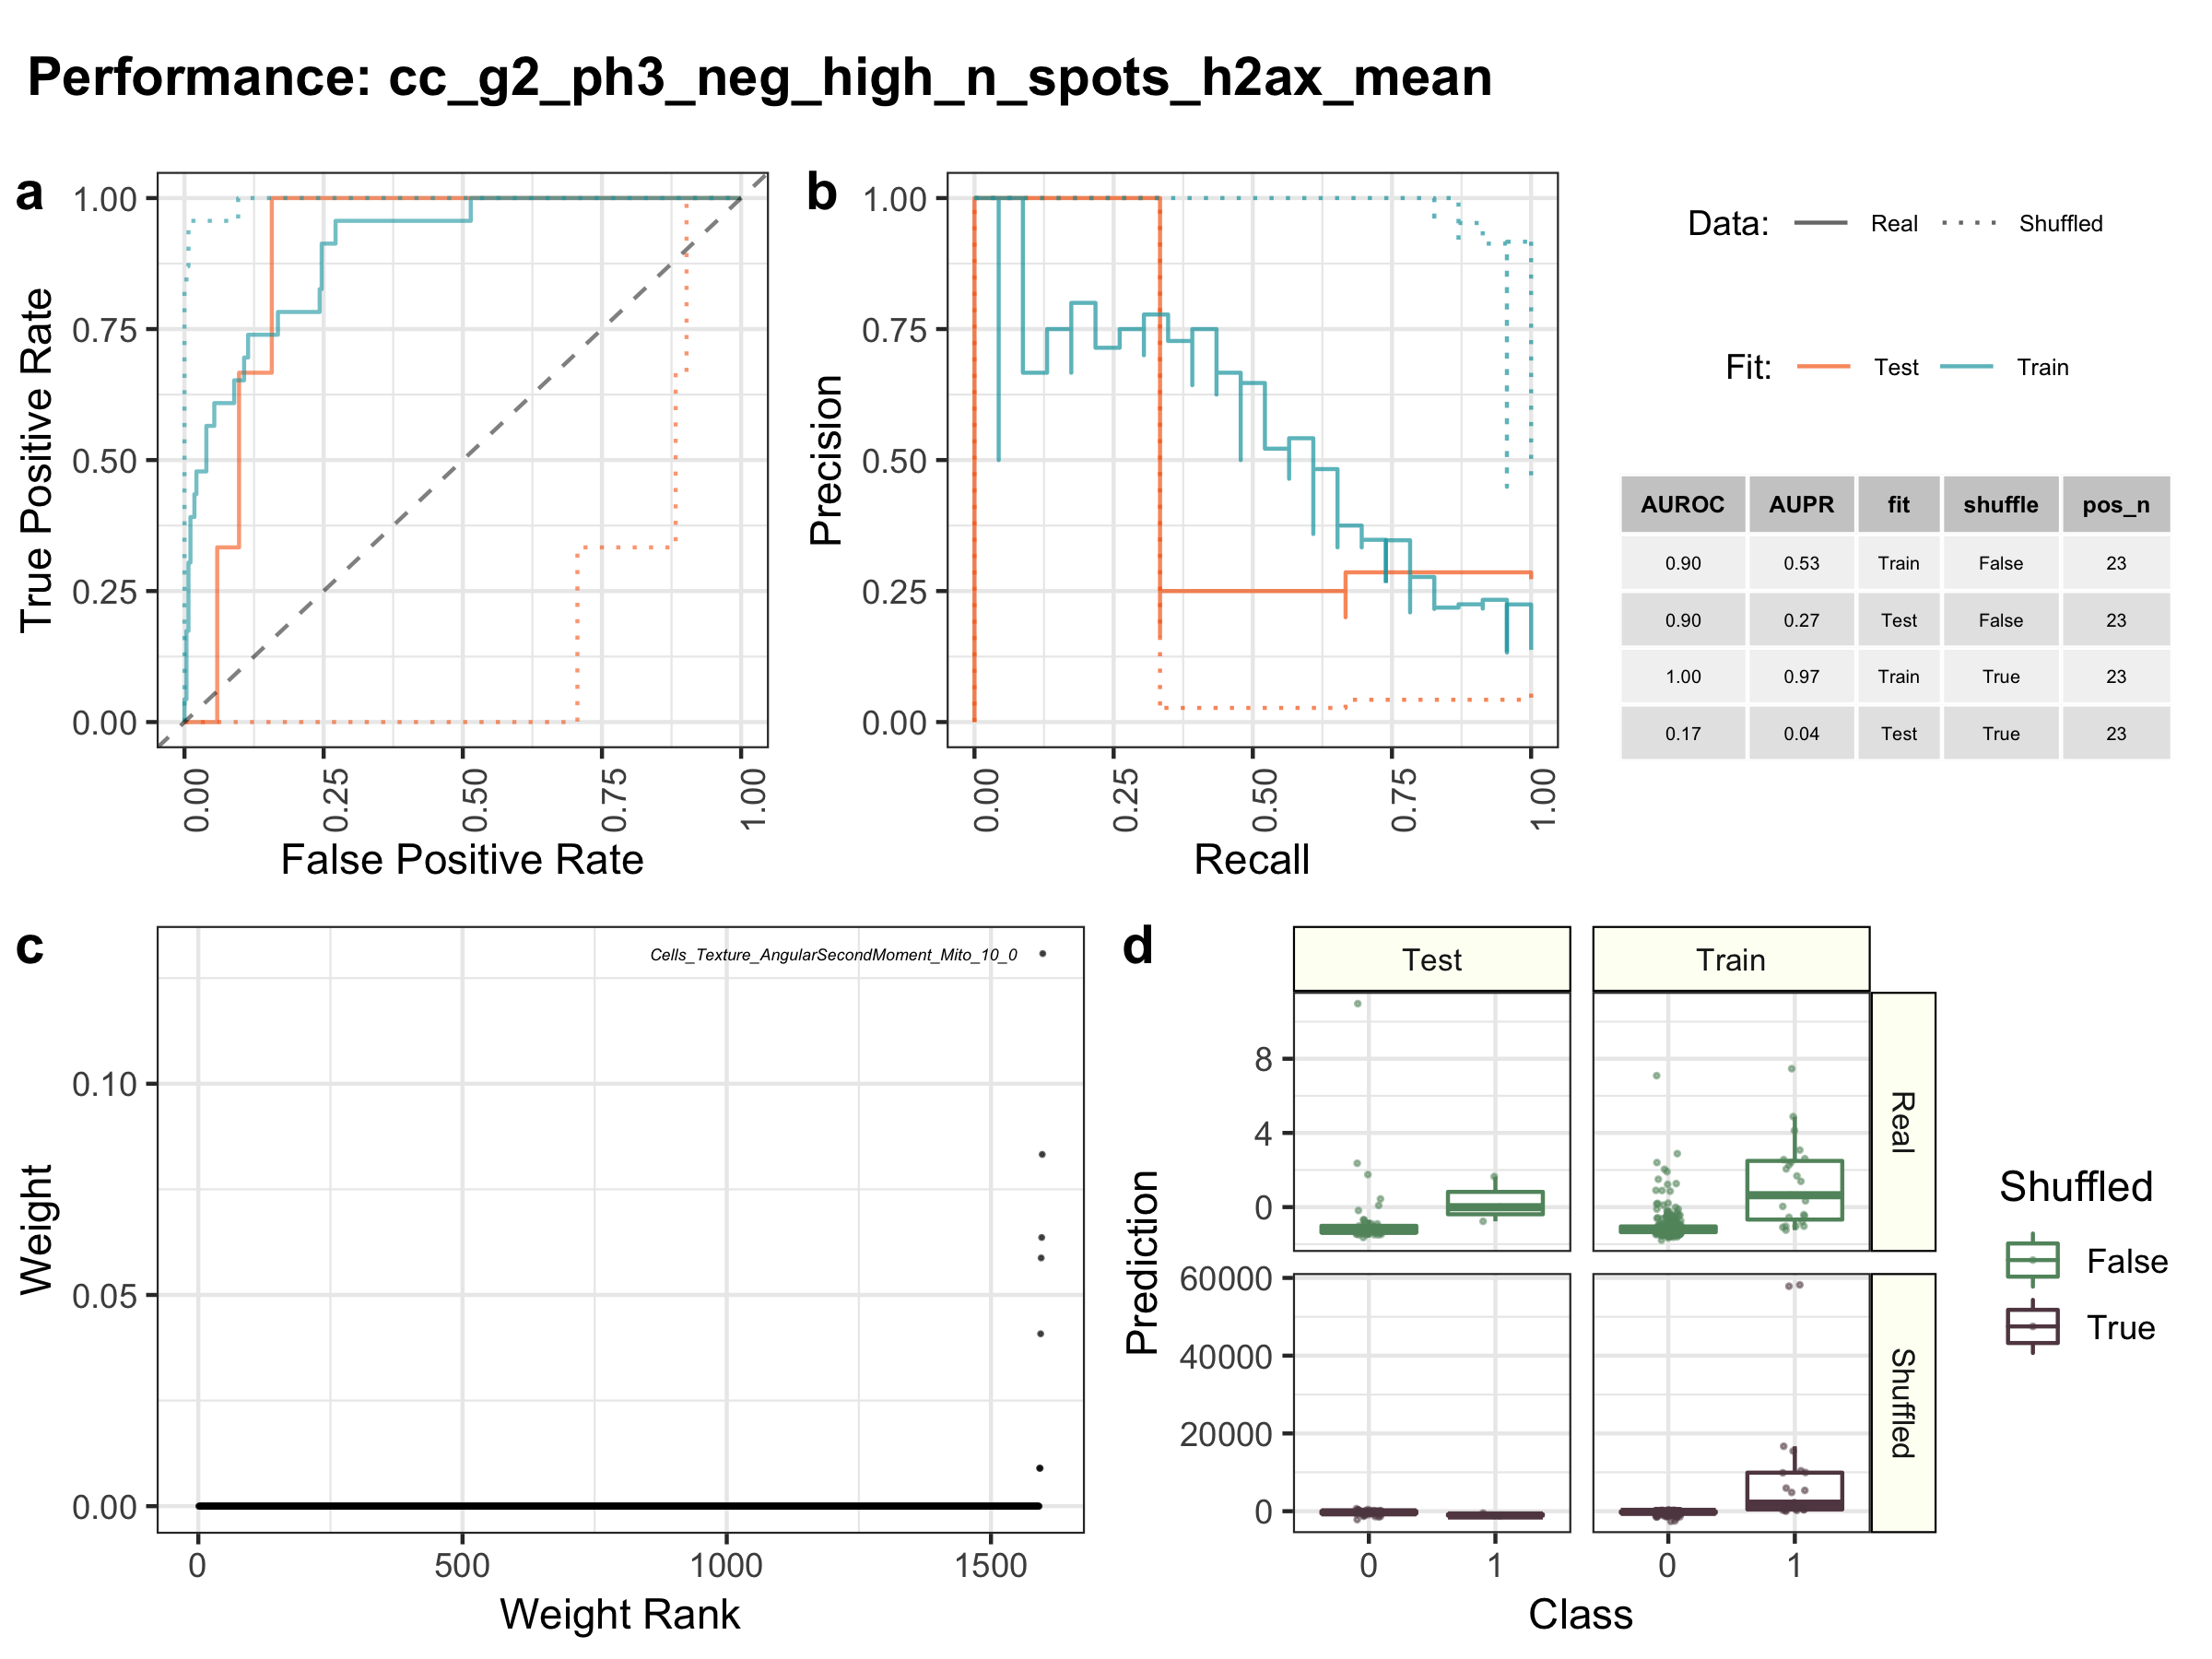 Performance: cc_g2_ph3_neg_high_n_spots_h2ax_mean
a
1.00
0.75
0.50
0.25
0.00
True Positive Rate
0.00 0.25 0.50 0.75 1.00
False Positive Rate
b
1.00
0.75
0.50
0.25
0.00
Precision
0.00 0.25 0.50 0.75 1.00
Recall
Data: Real Shuffled
Fit: Test Train
AUROC AUPR fit shuffle pos_n
0.90 0.53 Train False 23
0.90 0.27 Test False 23
1.00 0.97 Train True 23
0.17 0.04 Test True 23
c
Cells_Texture_AngularSecondMoment_Mito_10_0
0.10
0.05
0.00
Weight
0 500 1000 1500
Weight Rank
d
Test Train
8
4
0
Real
60000
40000
20000
0
Shuffled
Prediction
0 1 0 1
Class
Shuffled
False
True